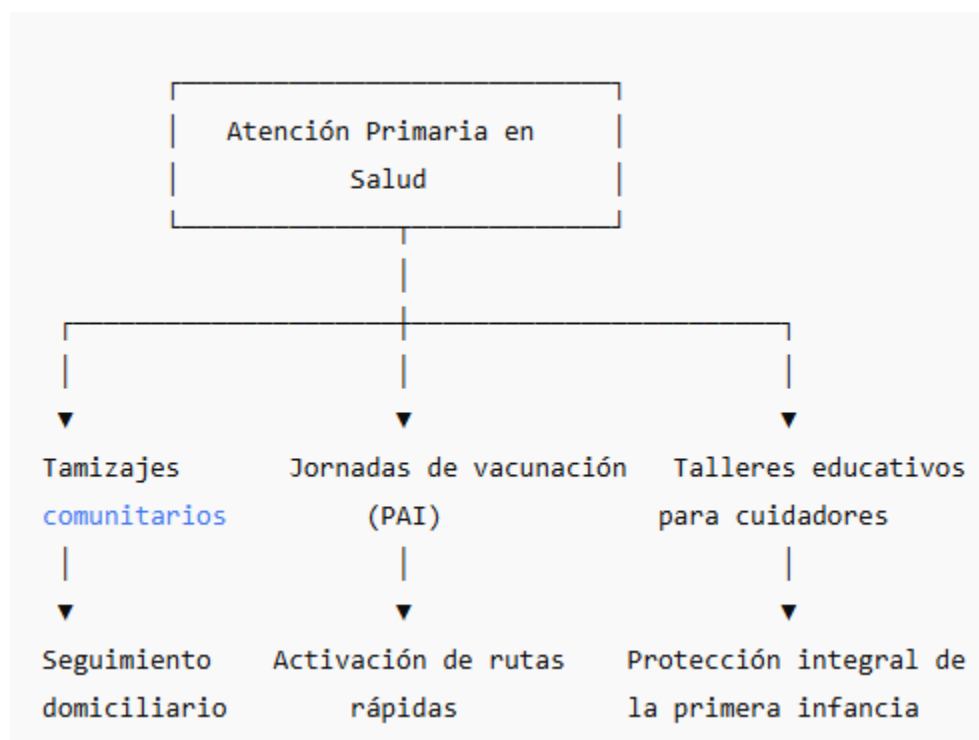 Atención Primaria en
Salud
Tamizajes
comunitarios
Jornadas de vacunación
(PAI)
Talleres educativos
para cuidadores
Seguimiento
domiciliario
Activación de rutas
rápidas
Protección integral de
la primera infancia